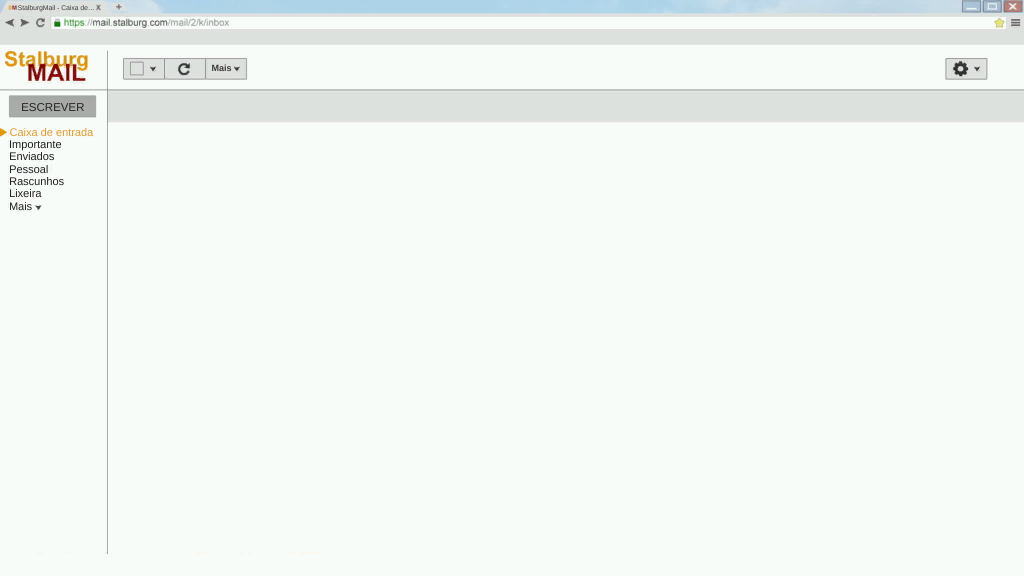 StalburgMail - Caixa de... X
https://mail.stalburg.com/mail/2/k/inbox
Stalburg
MAIL
Mais
ESCREVER
Caixa de entrada
Importante
Enviados
Pessoal
Rascunhos
Lixeira
Mais